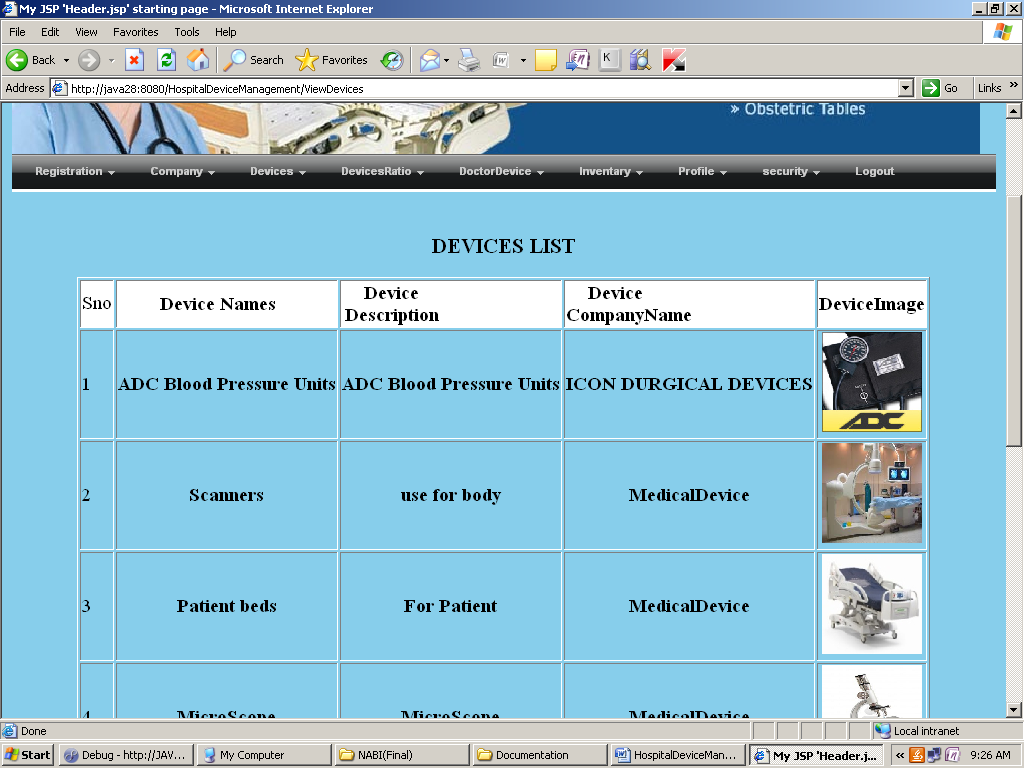 My JSP 'Header.jsp' starting page - Microsoft Internet Explorer
File Edit View Favorites Tools Help
Back Search Favorites
Address http://java28:8080/HospitalDeviceManagement/ViewDevices Go Links »
» Obstetric Tables
Registration Company Devices DevicesRatio DoctorDevice Inventory Profile security Logout
DEVICES LIST
Sno Device Names Device Description Device CompanyName DeviceImage
1 ADC Blood Pressure Units ADC Blood Pressure Units ICON DURGICAL DEVICES
ADC
2 Scanners use for body MedicalDevice
3 Patient beds For Patient MedicalDevice
4 MicroScope MicroScope MedicalDevice
Done Local intranet
Start Debug - http://JAV... My Computer NABI(Final) Documentation HospitalDeviceMan... My JSP 'Header.j... « 9:26 AM